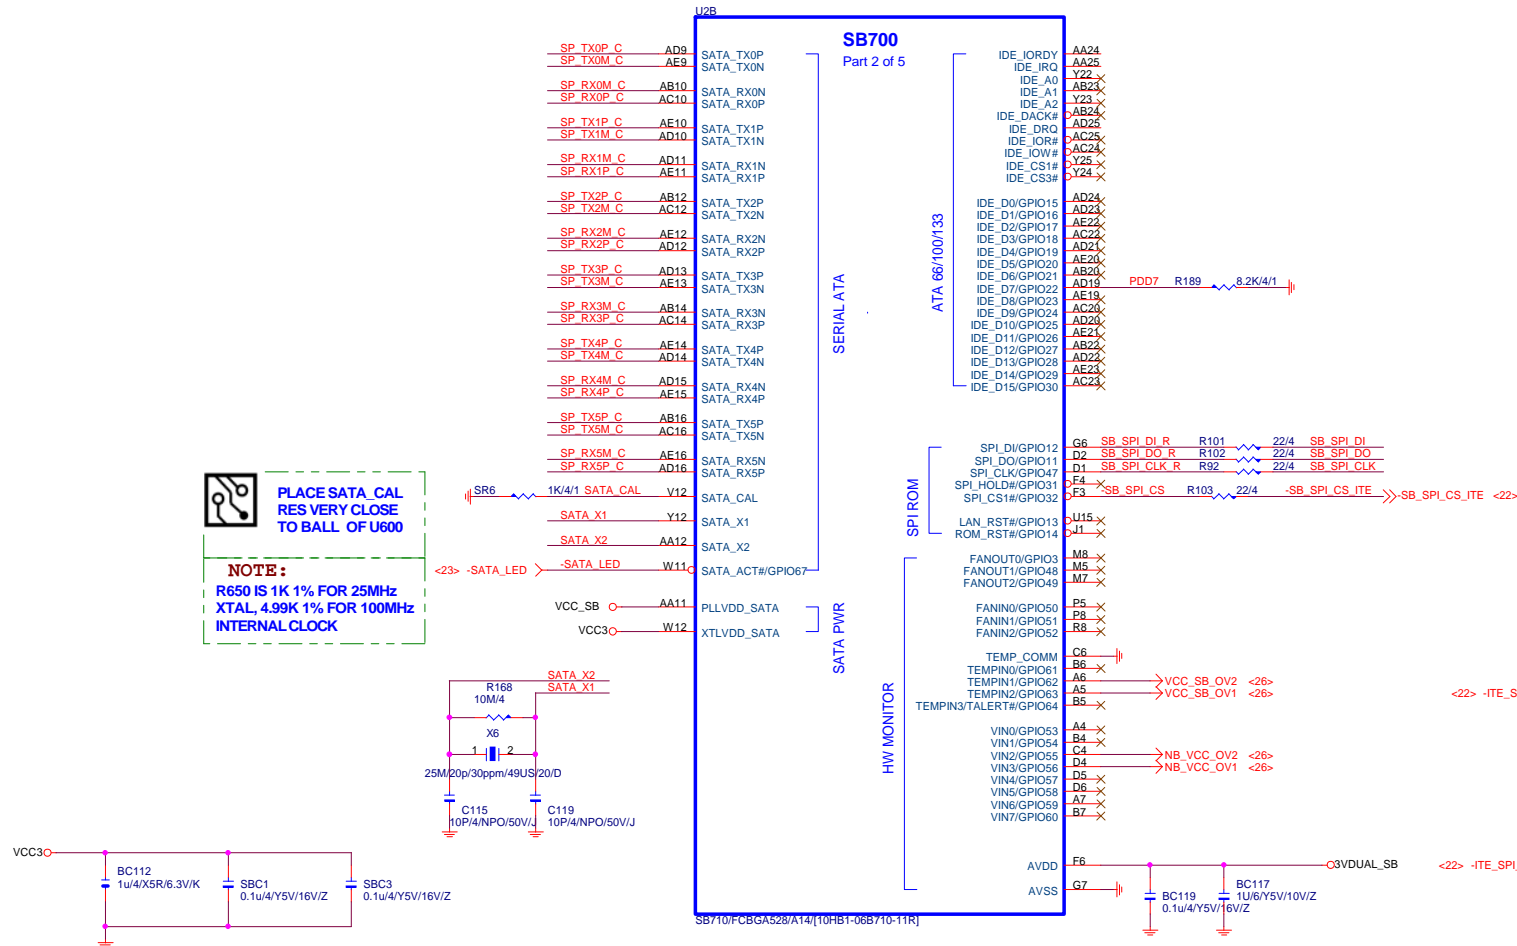 U2B
SB700
Part 2 of 5
SP_TX0P_C AD9 SATA_TX0P
SP_TX0M_C AE9 SATA_TX0N
SP_RX0M_C AB10 SATA_RX0N
SP_RX0P_C AC10 SATA_RX0P
SP_TX1P_C AE10 SATA_TX1P
SP_TX1M_C AD10 SATA_TX1N
SP_RX1M_C AD11 SATA_RX1N
SP_RX1P_C AE11 SATA_RX1P
SP_TX2P_C AB12 SATA_TX2P
SP_TX2M_C AC12 SATA_TX2N
SP_RX2M_C AE12 SATA_RX2N
SP_RX2P_C AD12 SATA_RX2P
SP_TX3P_C AD13 SATA_TX3P
SP_TX3M_C AE13 SATA_TX3N
SP_RX3M_C AB14 SATA_RX3N
SP_RX3P_C AC14 SATA_RX3P
SP_TX4P_C AE14 SATA_TX4P
SP_TX4M_C AD14 SATA_TX4N
SP_RX4M_C AD15 SATA_RX4N
SP_RX4P_C AE15 SATA_RX4P
SP_TX5P_C AB16 SATA_TX5P
SP_TX5M_C AC16 SATA_TX5N
SP_RX5M_C AE16 SATA_RX5N
SP_RX5P_C AD16 SATA_RX5P
SR6 1K/4/1 SATA_CAL V12 SATA_CAL
SATA_X1 Y12 SATA_X1
SATA_X2 AA12 SATA_X2
<23> -SATA_LED -SATA_LED W11 SATA_ACT#/GPIO67
VCC_SB AA11 PLLVDD_SATA
VCC3 W12 XTLVDD_SATA
SERIAL ATA
SATA PWR
IDE_IORDY AA24
IDE_IRQ AA25
IDE_A0 Y22
IDE_A1 AB23
IDE_A2 Y23
IDE_DACK# AB24
IDE_DRQ AD25
IDE_IOR# AC25
IDE_IOW# AC24
IDE_CS1# Y25
IDE_CS3# Y24
IDE_D0/GPIO15 AD24
IDE_D1/GPIO16 AD23
IDE_D2/GPIO17 AE22
IDE_D3/GPIO18 AC22
IDE_D4/GPIO19 AD21
IDE_D5/GPIO20 AE20
IDE_D6/GPIO21 AB20
IDE_D7/GPIO22 AD19 PDD7 R189 8.2K/4/1
IDE_D8/GPIO23 AE19
IDE_D9/GPIO24 AC20
IDE_D10/GPIO25 AD20
IDE_D11/GPIO26 AE21
IDE_D12/GPIO27 AB22
IDE_D13/GPIO28 AD22
IDE_D14/GPIO29 AE23
IDE_D15/GPIO30 AC23
ATA 66/100/133
SPI_DI/GPIO12 G6 SB_SPI_DI_R R101 22/4 SB_SPI_DI
SPI_DO/GPIO11 D2 SB_SPI_DO_R R102 22/4 SB_SPI_DO
SPI_CLK/GPIO47 D1 SB_SPI_CLK_R R92 22/4 SB_SPI_CLK
SPI_HOLD#/GPIO31 F4
SPI_CS1#/GPIO32 F3 -SB_SPI_CS R103 22/4 -SB_SPI_CS_ITE -SB_SPI_CS_ITE <22>
LAN_RST#/GPIO13 U15
ROM_RST#/GPIO14 J1
SPI ROM
FANOUT0/GPIO3 M8
FANOUT1/GPIO48 M5
FANOUT2/GPIO49 M7
FANIN0/GPIO50 P5
FANIN1/GPIO51 P8
FANIN2/GPIO52 R8
TEMP_COMM C6
TEMPIN0/GPIO61 B6
TEMPIN1/GPIO62 A6 VCC_SB_OV2 <26>
TEMPIN2/GPIO63 A5 VCC_SB_OV1 <26>
TEMPIN3/TALERT#/GPIO64 B5
VIN0/GPIO53 A4
VIN1/GPIO54 B4
VIN2/GPIO55 C4 NB_VCC_OV2 <26>
VIN3/GPIO56 D4 NB_VCC_OV1 <26>
VIN4/GPIO57 D5
VIN5/GPIO58 D6
VIN6/GPIO59 A7
VIN7/GPIO60 B7
AVDD F6 3VDUAL_SB
AVSS G7
HW MONITOR
BC119
0.1u/4/Y5V/16V/Z
BC117
1U/6/Y5V/10V/Z
<22> -ITE_S
<22> -ITE_SPI_
SB710/FCBGA528/A14/[10HB1-06B710-11R]
PLACE SATA_CAL
RES VERY CLOSE
TO BALL OF U600
NOTE:
R650 IS 1K 1% FOR 25MHz
XTAL, 4.99K 1% FOR 100MHz
INTERNAL CLOCK
SATA_X2
SATA_X1
R168
10M/4
X6
1 2
25M/20p/30ppm/49US/20/D
C115
10P/4/NPO/50V/J
C119
10P/4/NPO/50V/J
VCC3
BC112
1u/4/X5R/6.3V/K
SBC1
0.1u/4/Y5V/16V/Z
SBC3
0.1u/4/Y5V/16V/Z